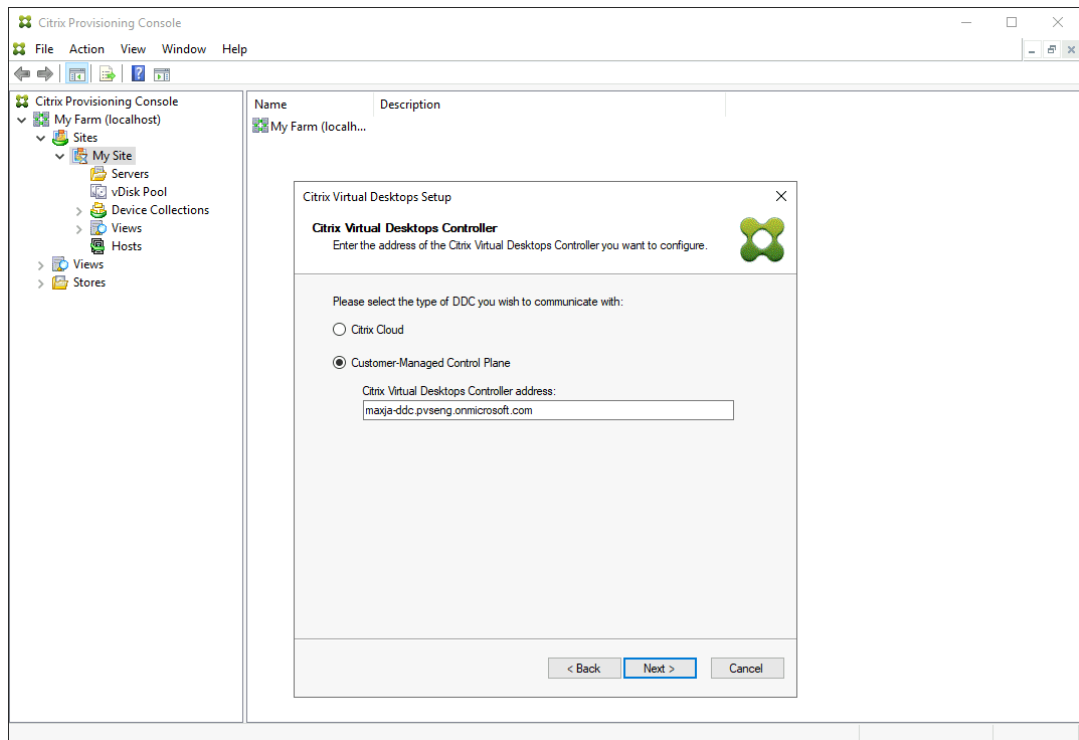 Citrix Provisioning Console
File Action View Window Help
Citrix Provisioning Console
My Farm (localhost)
Sites
My Site
Servers
vDisk Pool
Device Collections
Views
Hosts
Views
Stores
Name Description
My Farm (localh...
Citrix Virtual Desktops Setup
Citrix Virtual Desktops Controller
Enter the address of the Citrix Virtual Desktops Controller you want to configure.
Please select the type of DDC you wish to communicate with:
Citrix Cloud
Customer-Managed Control Plane
Citrix Virtual Desktops Controller address:
maxja-ddc.pvseng.onmicrosoft.com
< Back Next > Cancel